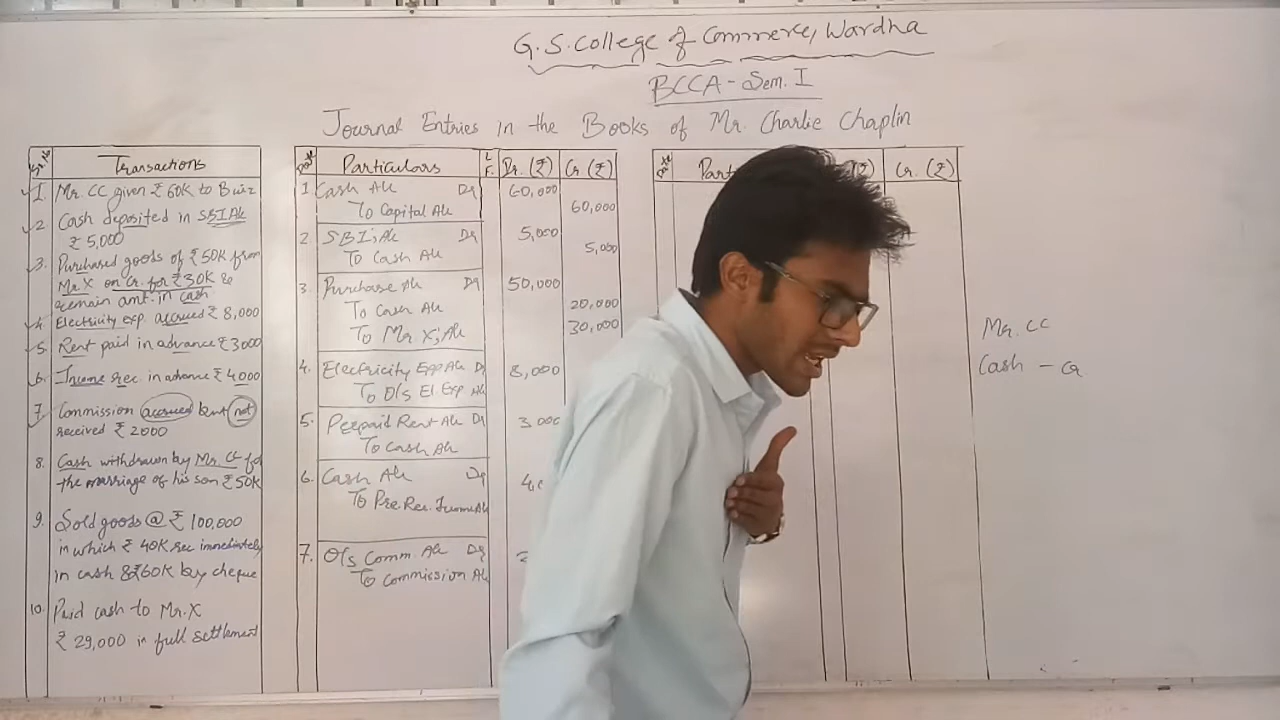 G.S. College of Commerce, Wardha
BCCA - Sem. I
Journal Entries in the Books of Mr. Charlie Chaplin
Sr. No Transactions
1. Mr. CC given ₹ 60K to Buiz
2 Cash deposited in SBI A/c
₹ 5,000
3. Purchased goods of ₹ 50K from
Mr X on Cr. for ₹ 30K &
remain amt. in cash
4. Electricity exp. accrued ₹ 8,000
5. Rent paid in advance ₹ 3000
6. Income rec. in advance ₹ 4000
7 Commission accrued but not
received ₹ 2000
8. Cash withdrawn by Mr. CC for
the marriage of his son ₹ 50K
9. Sold goods @ ₹ 100,000
in which ₹ 40K rec immediately
in cash & ₹ 60K by cheque
10. Paid cash to Mr. X
₹ 29,000 in full settlement
Date Particulars L.F. Dr. (₹) Cr (₹)
1 Cash A/c Dr 60,000
To Capital A/c 60,000
2 SBI's A/c Dr 5,000
To Cash A/c 5,000
3. Purchase A/c Dr 50,000
To Cash A/c 20,000
To Mr. X's A/c 30,000
4. Electricity Exp A/c Dr 8,000
To O/s El. Exp A/c
5. Prepaid Rent A/c Dr 3,000
To Cash A/c
6. Cash A/c Dr
To Pre. Rec. Income A/c
7. O/s Comm. A/c Dr
To Commission A/c
Date Cr. (₹)
Mr. CC
Cash - Cr